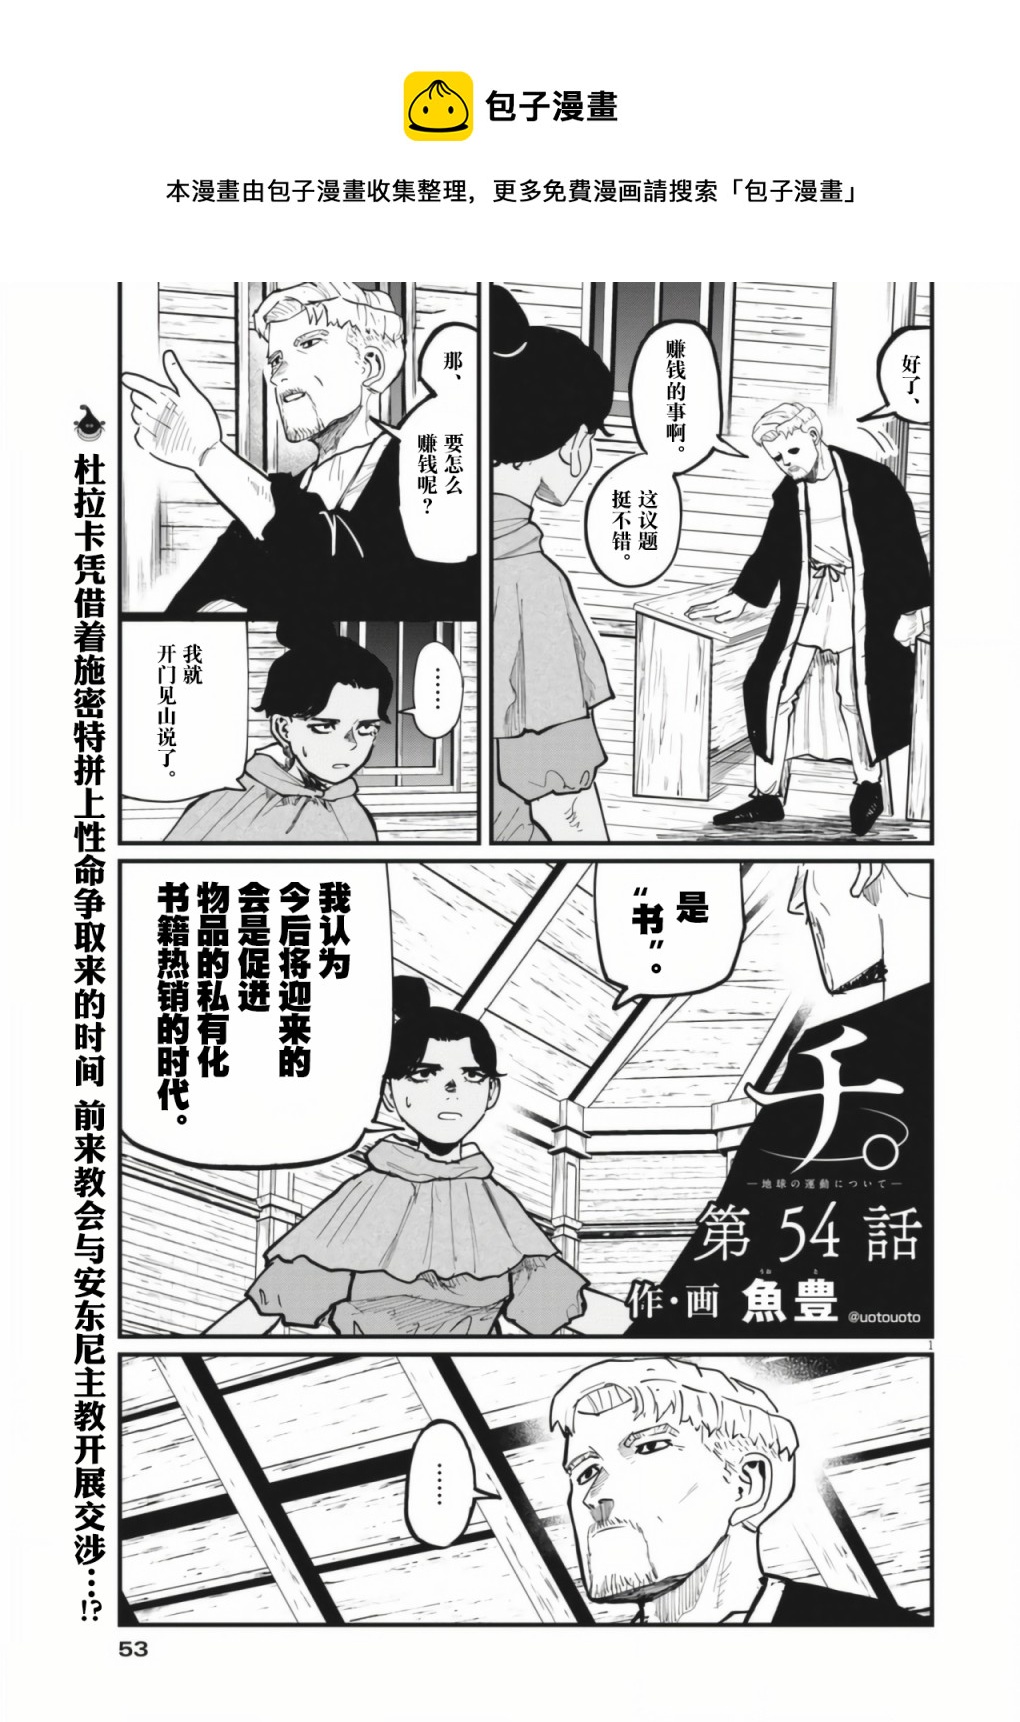 包子漫畫
本漫畫由包子漫畫收集整理，更多免費漫画請搜索「包子漫畫」
好了、
赚钱的事啊。
这议题
挺不错。
那、
要怎么
赚钱呢？
……
我就
开门见山说了。
是
“书”。
我认为
今后将迎来的
会是促进
物品的私有化
书籍热销的时代。
チ。
—地球の運動について—
第54話
作・画 魚豊
うおと
@uotouoto
1
……
杜拉卡凭借着施密特拼上性命争取来的时间 前来教会与安东尼主教开展交涉……!?
53